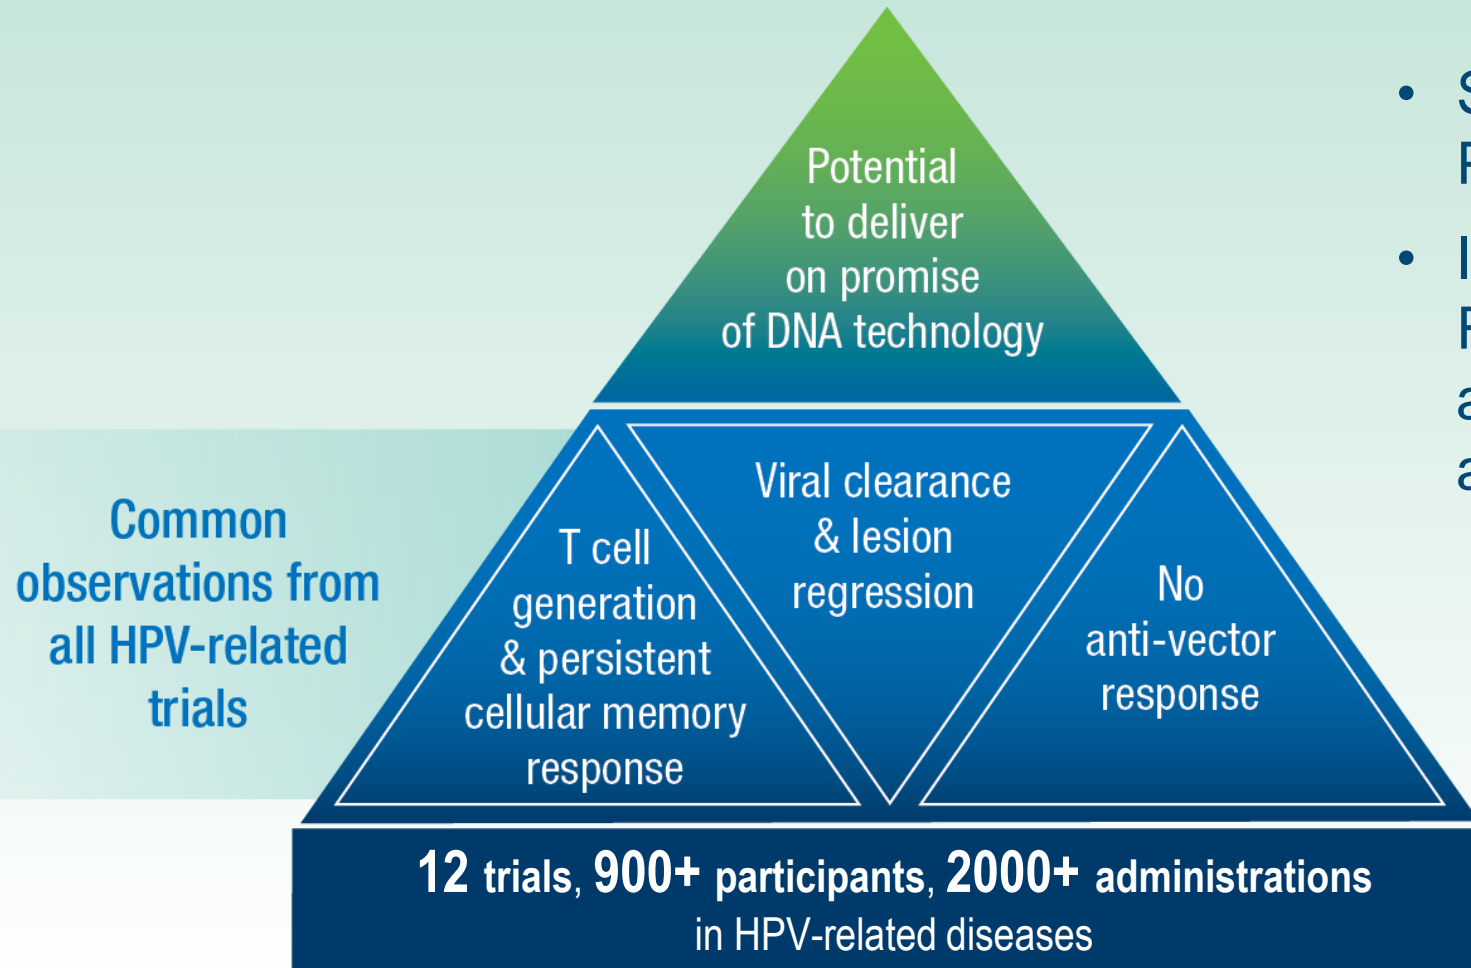 Potential
to deliver
on promise
of DNA technology
Common
observations from
all HPV-related
trials
T cell
generation
& persistent
cellular memory
response
Viral clearance
& lesion
regression
No
anti-vector
response
12 trials, 900+ participants, 2000+ administrations
in HPV-related diseases